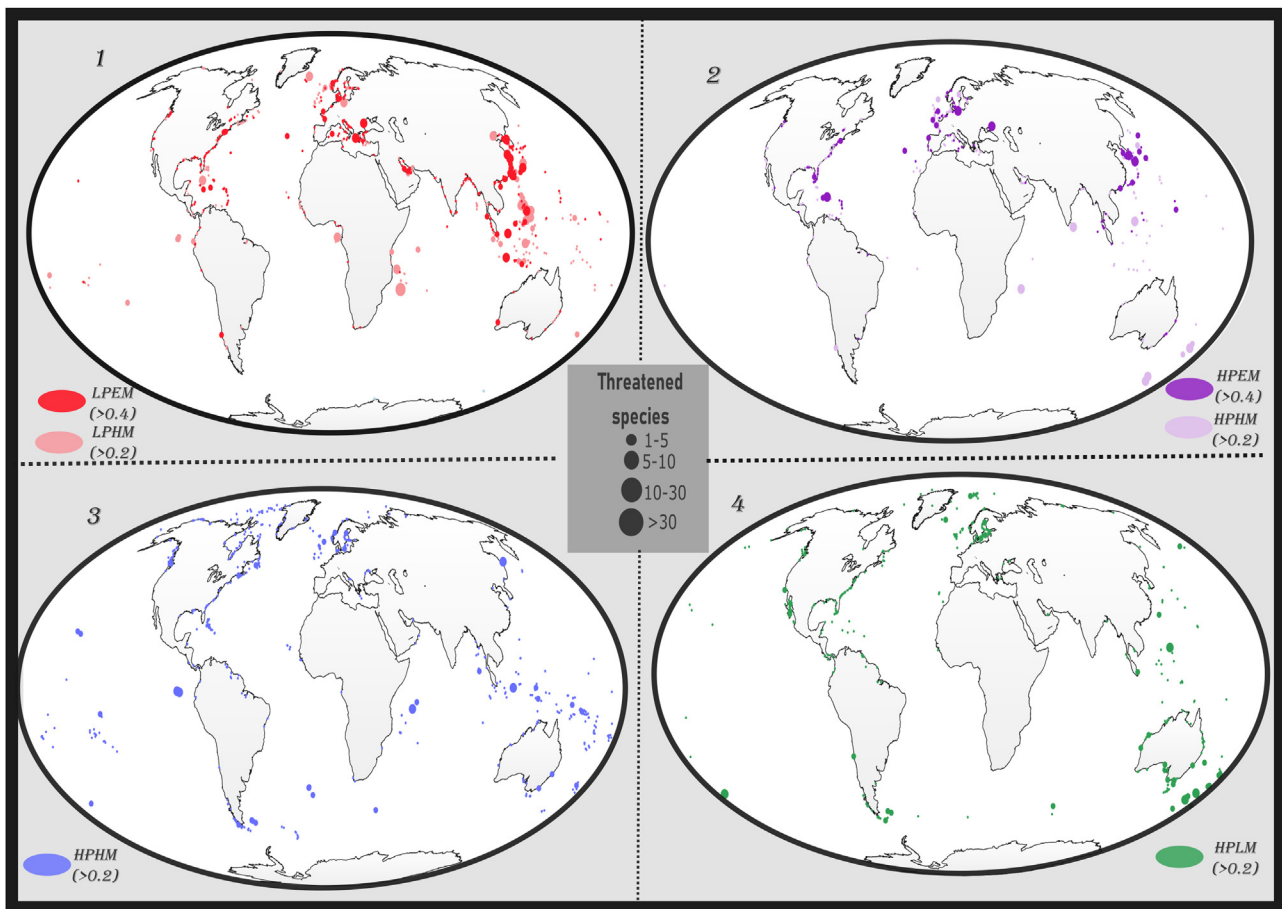 1
LPEM
(>0.4)
LPHM
(>0.2)
2
HPEM
(>0.4)
HPHM
(>0.2)
Threatened
species
1-5
5-10
10-30
>30
3
HPHM
(>0.2)
4
HPLM
(>0.2)